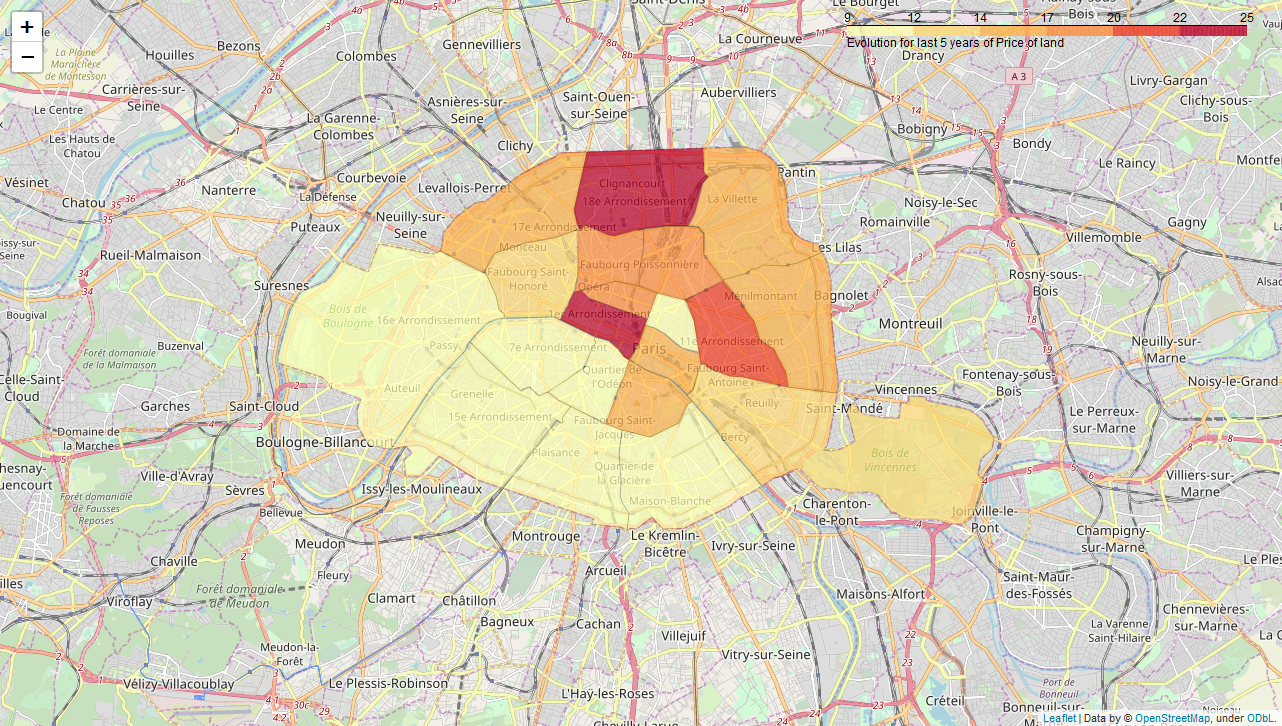 +
−
9 12 14 17 20 22 25
Evolution for last 5 years of Price of land
Saint-Denis
Le Bourget
Bois
La Plaine
Maraîchère
de Montesson
Houilles
Bezons
Gennevilliers
La Courneuve
Drancy
Colombes
A 3
Livry-Gargan
Carrières-sur-
Seine
Le Centre
Aubervilliers
Saint-Ouen-
sur-Seine
Asnières-sur-
Seine
Clichy-sous-
Bois
La Garenne-
Colombes
Bobigny
Les Hauts de
Chatou
Clichy
Bondy
Le Raincy
Pantin
Vésinet
Nanterre
Courbevoie
Levallois-Perret
Clignancourt
18e Arrondissement
La Villette
La Défense
Chatou
Noisy-le-Sec
Neuilly-sur-
Seine
Puteaux
17e Arrondissement
Romainville
Gagny
Monceau
Les Lilas
Villemomble
Rueil-Malmaison
Faubourg Poissonnière
Faubourg Saint-
Honoré
Opéra
Rosny-sous-
Bois
Suresnes
Ménilmontant
Bagnolet
Bois de
Boulogne
16e Arrondissement
1er Arrondissement
Bougival
Montreuil
Buzenval
Passy
7e Arrondissement
Paris
11e Arrondissement
Neuilly-sur-
Marne
Forêt domaniale
de la Malmaison
Quartier de
l'Odéon
Faubourg Saint-
Antoine
Celle-Saint-
Cloud
Auteuil
Grenelle
Reuilly
Vincennes
Fontenay-sous-
Bois
Noisy-le-Grand
Garches
Saint-Cloud
15e Arrondissement
Faubourg Saint-
Jacques
Saint-Mandé
Le Perreux-
sur-Marne
Domaine de
la Marche
Boulogne-Billancourt
Bercy
Plaisance
Bois de
Vincennes
Quartier de
la Glacière
Ville-d'Avray
Villiers-sur-
Marne
Sèvres
Issy-les-Moulineaux
Maison-Blanche
Forêt domaniale
de Fausses
Reposes
Bellevue
Charenton-
le-Pont
Joinville-le-
Pont
Meudon
Montrouge
Le Kremlin-
Bicêtre
Ivry-sur-Seine
Champigny-
sur-Marne
Chaville
Arcueil
Fleury
Saint-Maur-
des-Fossés
Forêt domaniale
de Meudon
Clamart
Châtillon
Viroflay
Maisons-Alfort
Chennevières-
sur-Marne
Bagneux
Cachan
Villejuif
La Varenne
Saint-Hilaire
Meudon-la-
Forêt
Vitry-sur-Seine
Vélizy-Villacoublay
Le Plessis-Robinson
L'Haÿ-les-Roses
Port de
Bonneuil
Créteil
Chevilly-Larue
Leaflet | Data by © OpenStreetMap, under ODbL.